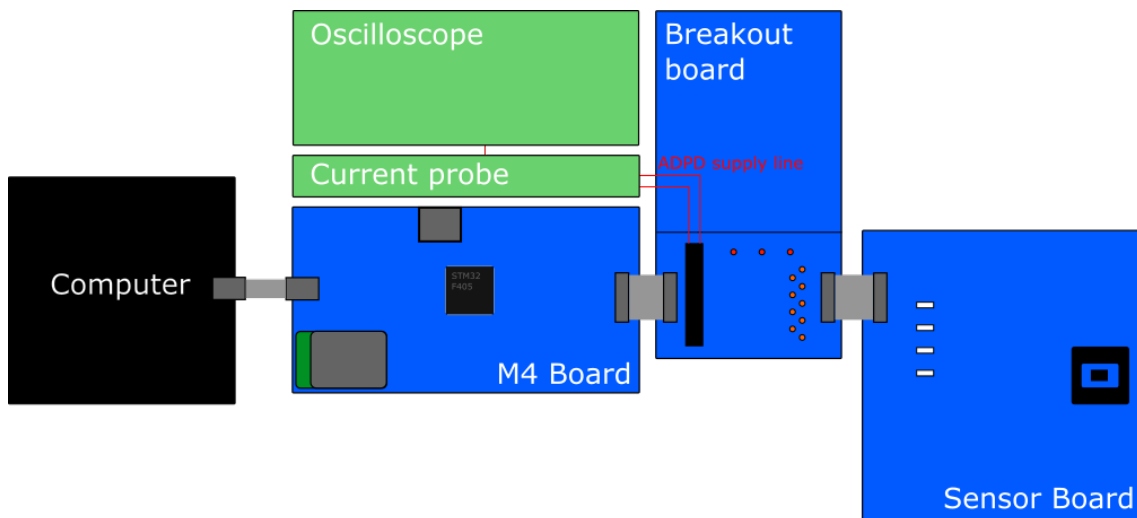 Oscilloscope
Breakout
board
Current probe
ADPD supply line
Computer
STM32
F405
M4 Board
Sensor Board